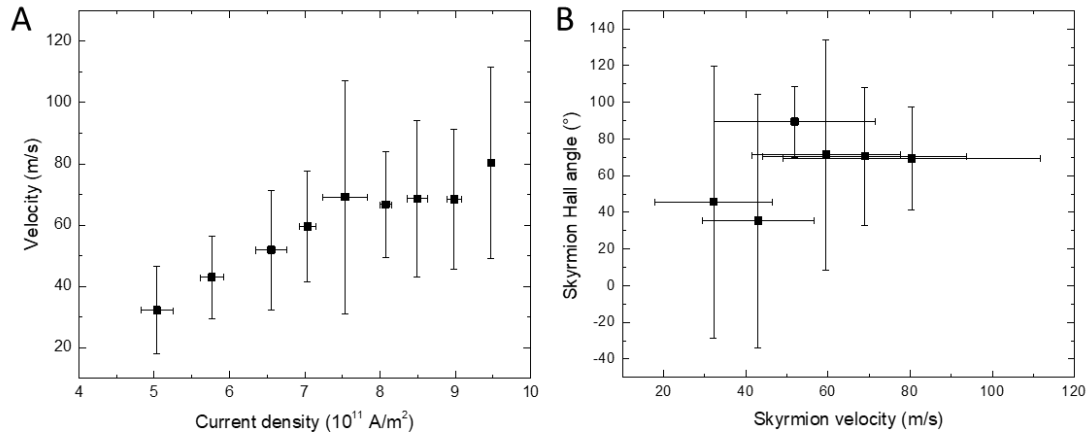 A
Velocity (m/s)
120
100
80
60
40
20
4 5 6 7 8 9 10
Current density (10¹¹ A/m²)
B
Skyrmion Hall angle (°)
140
120
100
80
60
40
20
0
-20
-40
20 40 60 80 100 120
Skyrmion velocity (m/s)